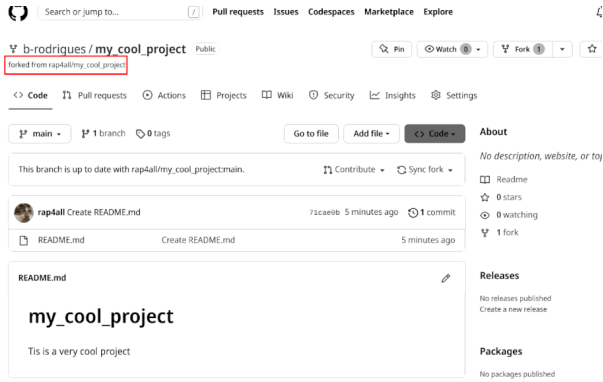 Search or jump to... / Pull requests Issues Codespaces Marketplace Explore
b-rodrigues / my_cool_project Public Pin Watch 0 Fork 1
forked from rap4all/my_cool_project
Code Pull requests Actions Projects Wiki Security Insights Settings
main 1 branch 0 tags Go to file Add file Code About
No description, website, or top
This branch is up to date with rap4all/my_cool_project:main. Contribute Sync fork
Readme
0 stars
rap4all Create README.md 71cae0b 5 minutes ago 1 commit
0 watching
1 fork
README.md Create README.md 5 minutes ago
README.md
Releases
No releases published
Create a new release
my_cool_project
Tis is a very cool project
Packages
No packages published